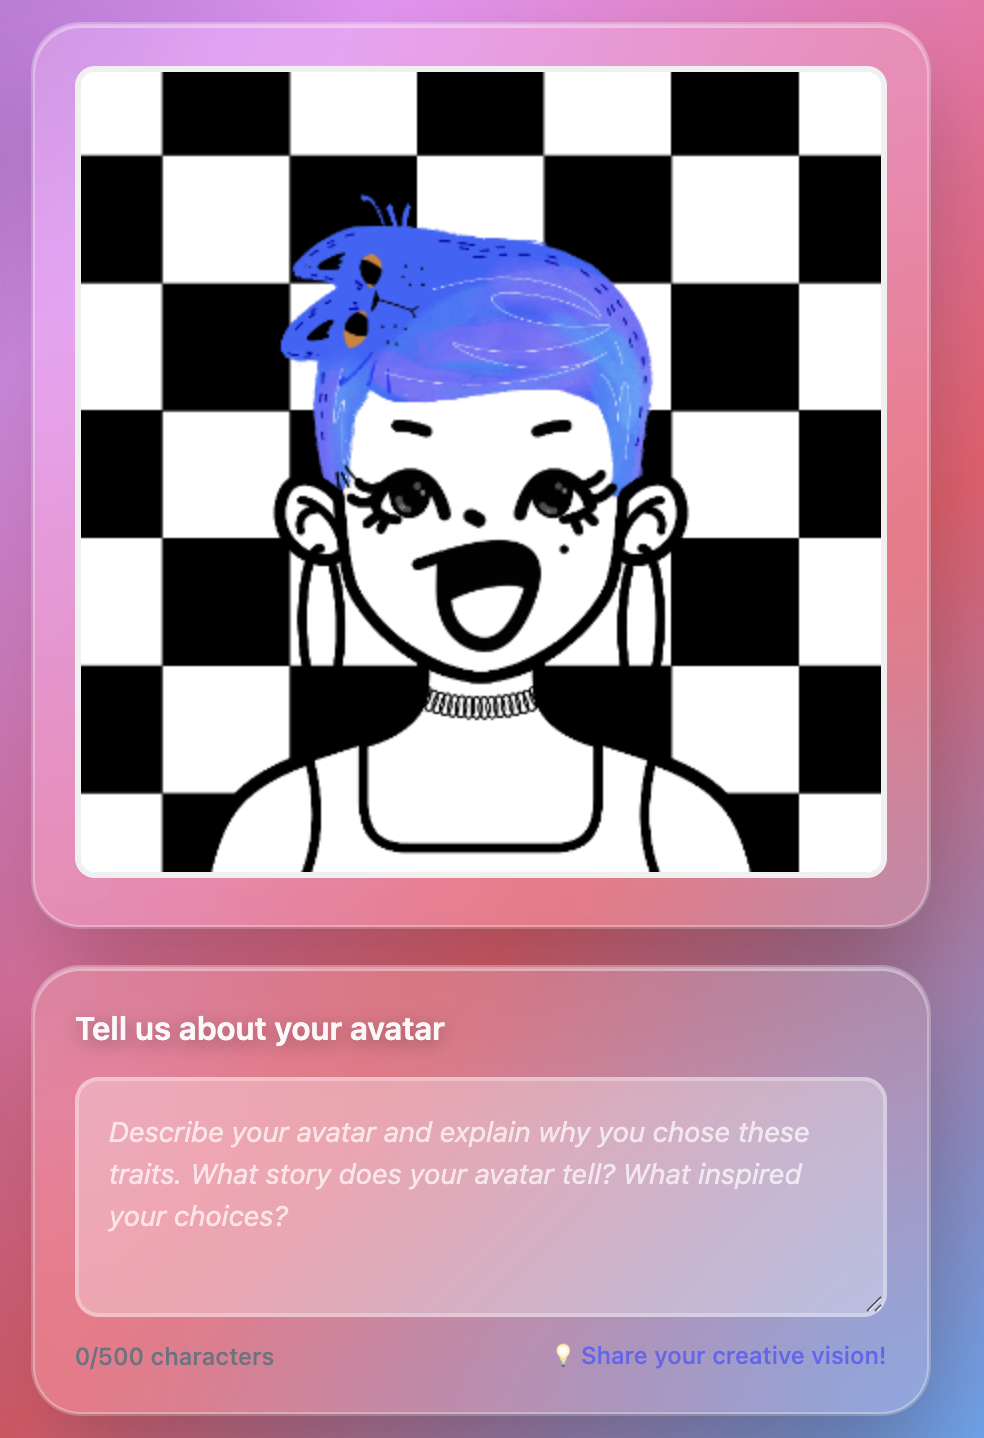 Tell us about your avatar
Describe your avatar and explain why you chose these
traits. What story does your avatar tell? What inspired
your choices?
0/500 characters
💡 Share your creative vision!